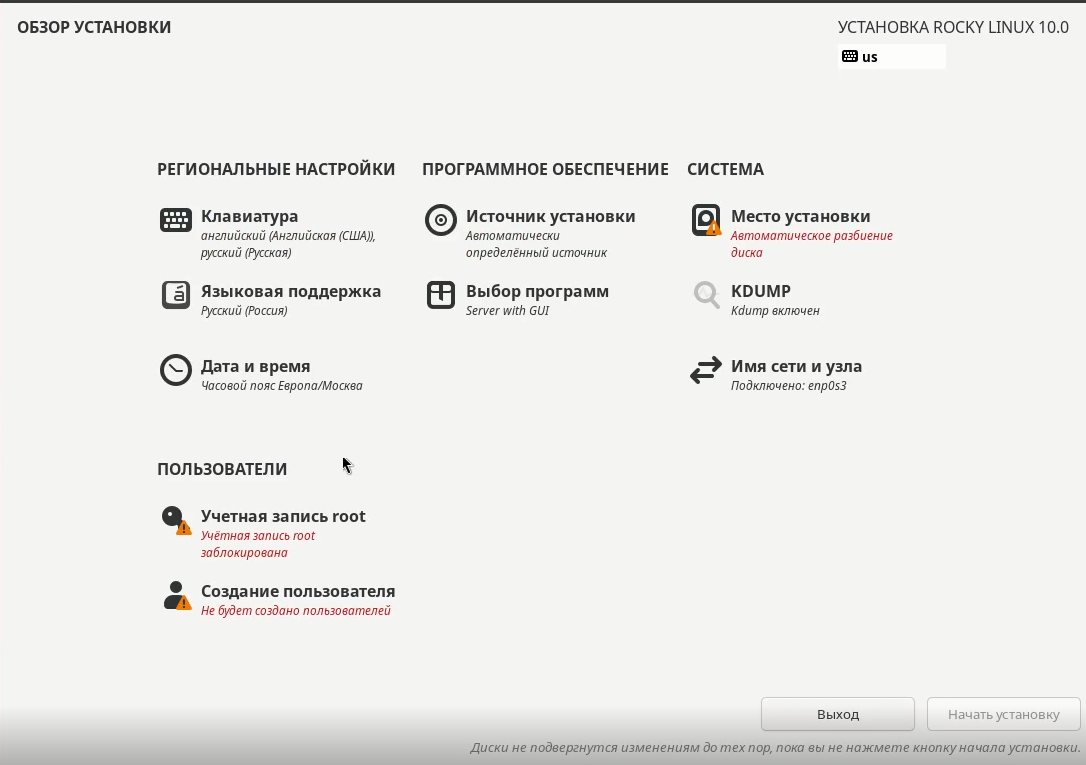 ОБЗОР УСТАНОВКИ
УСТАНОВКА ROCKY LINUX 10.0
us
РЕГИОНАЛЬНЫЕ НАСТРОЙКИ
Клавиатура
английский (Английская (США)),
русский (Русская)
Языковая поддержка
Русский (Россия)
Дата и время
Часовой пояс Европа/Москва
ПРОГРАММНОЕ ОБЕСПЕЧЕНИЕ
Источник установки
Автоматически
определённый источник
Выбор программ
Server with GUI
СИСТЕМА
Место установки
Автоматическое разбиение
диска
KDUMP
Kdump включен
Имя сети и узла
Подключено: enp0s3
ПОЛЬЗОВАТЕЛИ
Учетная запись root
Учётная запись root
заблокирована
Создание пользователя
Не будет создано пользователей
Выход
Начать установку
Диски не подвергнутся изменениям до тех пор, пока вы не нажмете кнопку начала установки.